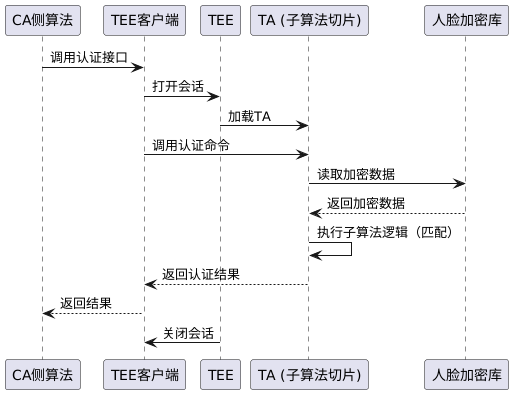 CA侧算法 TEE客户端 TEE TA (子算法切片) 人脸加密库
调用认证接口
打开会话
加载TA
调用认证命令
读取加密数据
返回加密数据
执行子算法逻辑（匹配）
返回认证结果
返回结果
关闭会话
CA侧算法 TEE客户端 TEE TA (子算法切片) 人脸加密库